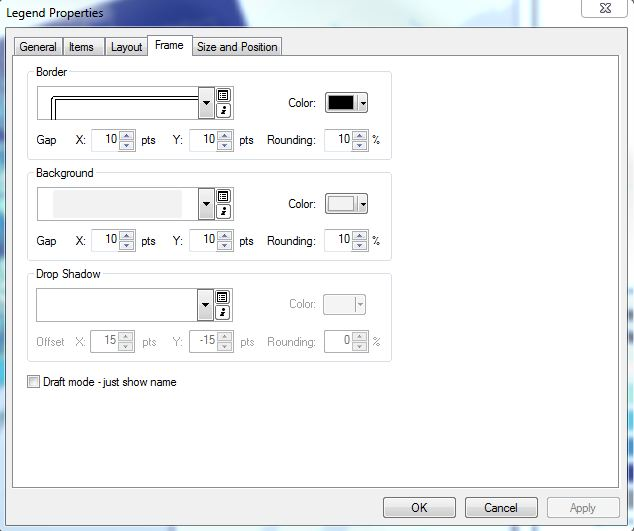 Legend Properties
General Items Layout Frame Size and Position
Border
Color:
Gap X: 10 pts Y: 10 pts Rounding: 10 %
Background
Color:
Gap X: 10 pts Y: 10 pts Rounding: 10 %
Drop Shadow
Color:
Offset X: 15 pts Y: -15 pts Rounding: 0 %
Draft mode - just show name
OK Cancel Apply